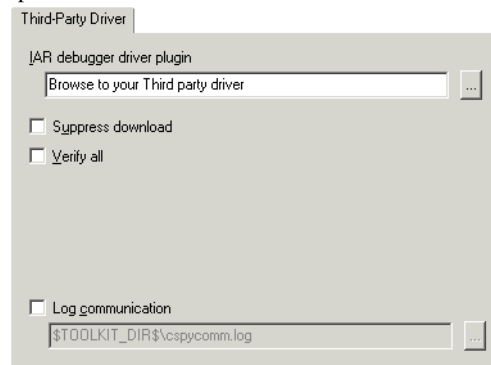 Third-Party Driver
IAR debugger driver plugin
Browse to your Third party driver
...
Suppress download
Verify all
Log communication
$TOOLKIT_DIR$\cspycomm.log
...